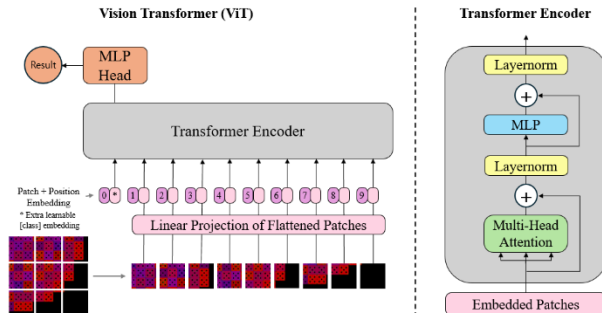 Vision Transformer (ViT)
Result
MLP
Head
Transformer Encoder
Patch + Position
Embedding
* Extra learnable
[class] embedding
0 * 1 2 3 4 5 6 7 8 9
Linear Projection of Flattened Patches
Transformer Encoder
Layernorm
+
MLP
Layernorm
+
Multi-Head
Attention
Embedded Patches